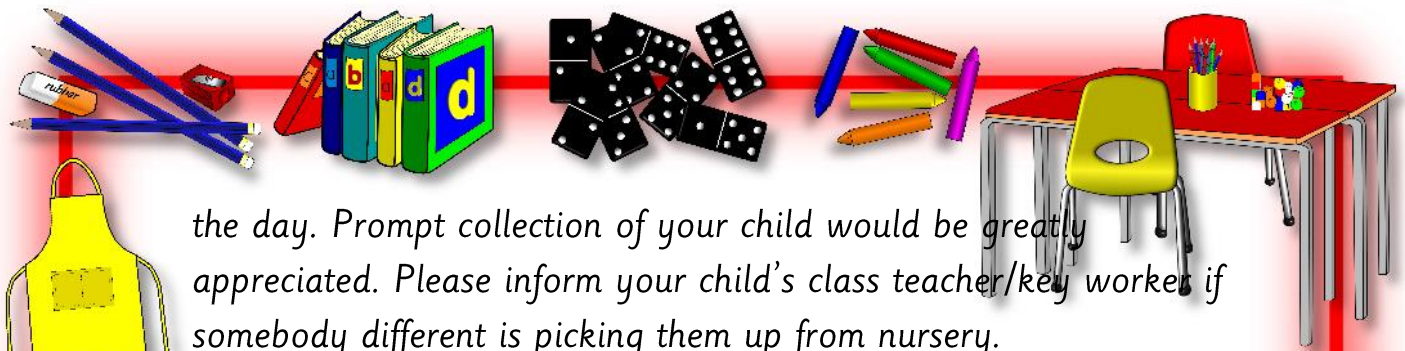 rubber
a b d d
d
the day. Prompt collection of your child would be greatly
appreciated. Please inform your child's class teacher/key worker if
somebody different is picking them up from nursery.